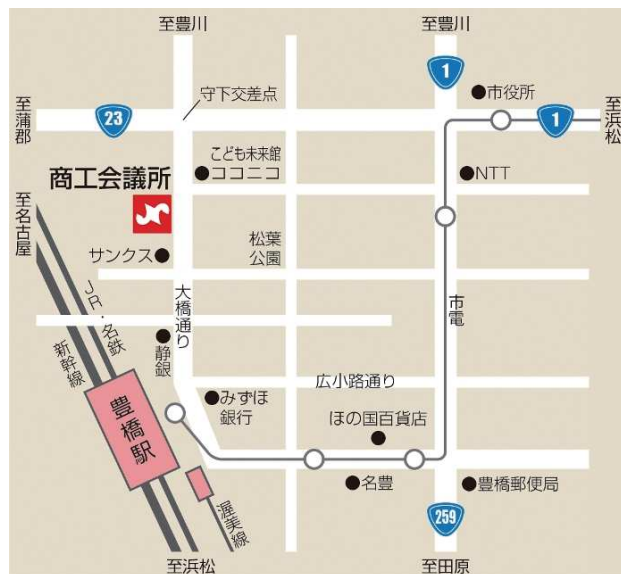 至豊川
至豊川
1
守下交差点
市役所
至蒲郡
23
1
至浜松
こども未来館
ココニコ
NTT
商工会議所
至名古屋
サンクス
松葉
公園
JR・名鉄
新幹線
大橋通り
市電
静銀
広小路通り
みずほ
銀行
ほの国百貨店
豊橋駅
名豊
豊橋郵便局
渥美線
259
至浜松
至田原